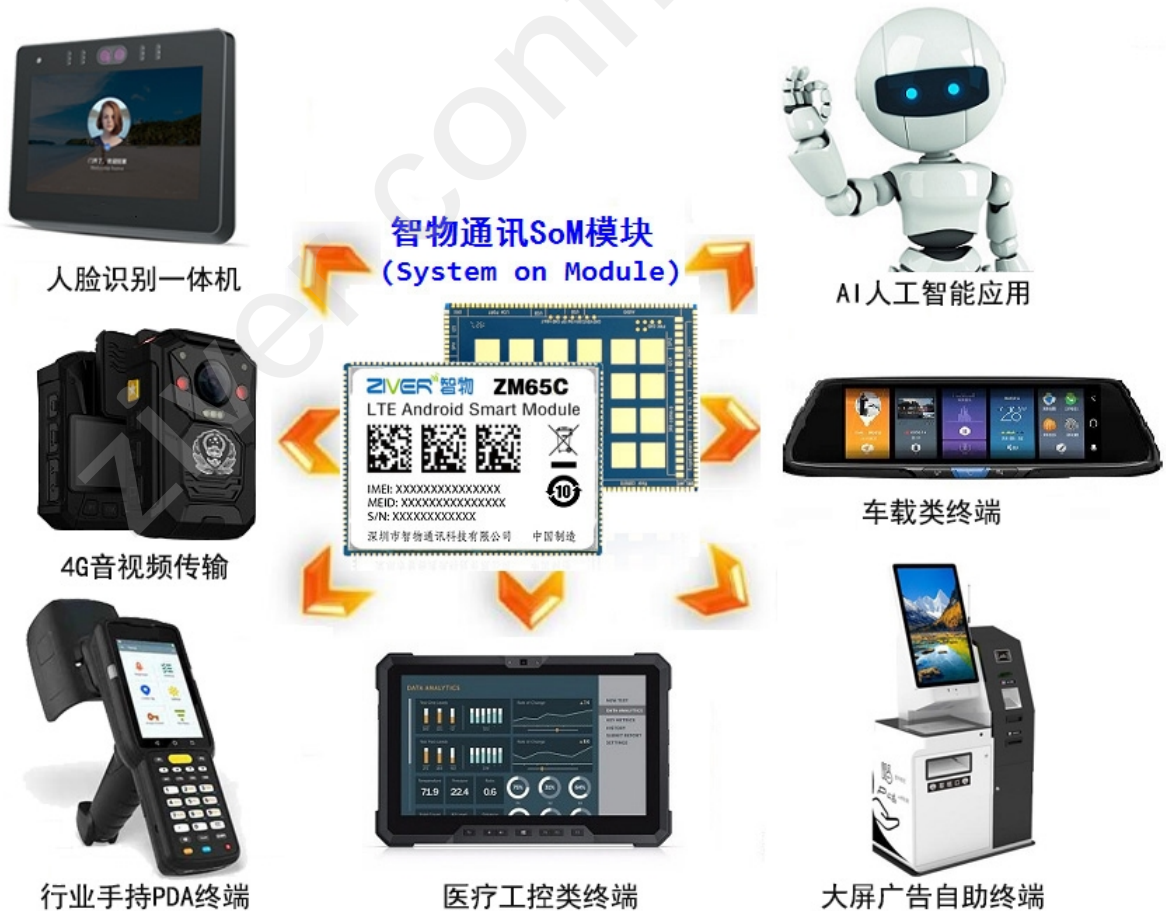 智物通讯SoM模块
(System on Module)
人脸识别一体机
AI人工智能应用
ZIVER 智物 ZM65C
LTE Android Smart Module
IMEI: XXXXXXXXXXXXXXX
MEID: XXXXXXXXXXXXXXX
S/N: XXXXXXXXXXXX
10
深圳市智物通讯科技有限公司 中国制造
4G音视频传输
车载类终端
DATA ANALYTICS
71.9 22.4 0.6
行业手持PDA终端
医疗工控类终端
大屏广告自助终端